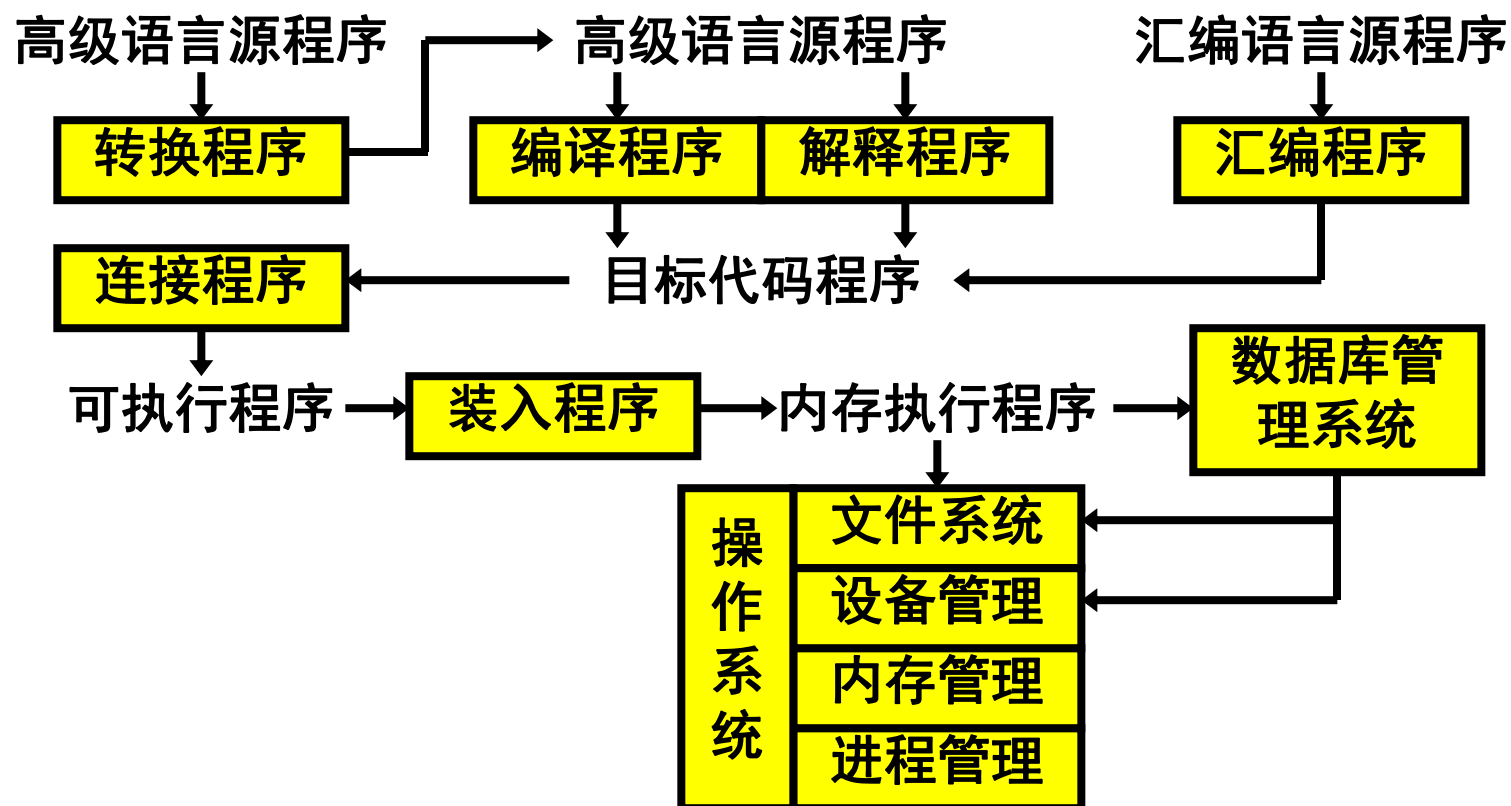 高级语言源程序
高级语言源程序
汇编语言源程序
转换程序
编译程序
解释程序
汇编程序
连接程序
目标代码程序
可执行程序
装入程序
内存执行程序
数据库管
理系统
操作系统
文件系统
设备管理
内存管理
进程管理